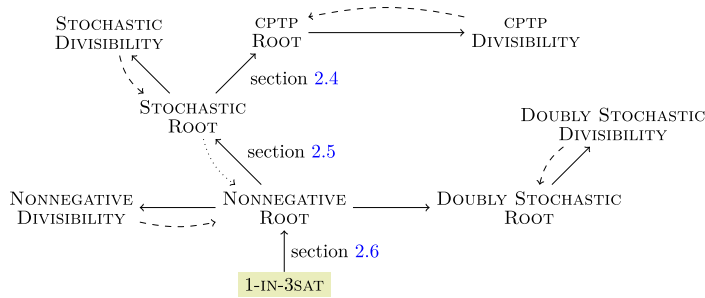 Stochastic
Divisibility
cptp
Root
cptp
Divisibility
section 2.4
Stochastic
Root
Doubly Stochastic
Divisibility
section 2.5
Nonnegative
Divisibility
Nonnegative
Root
Doubly Stochastic
Root
section 2.6
1-in-3sat